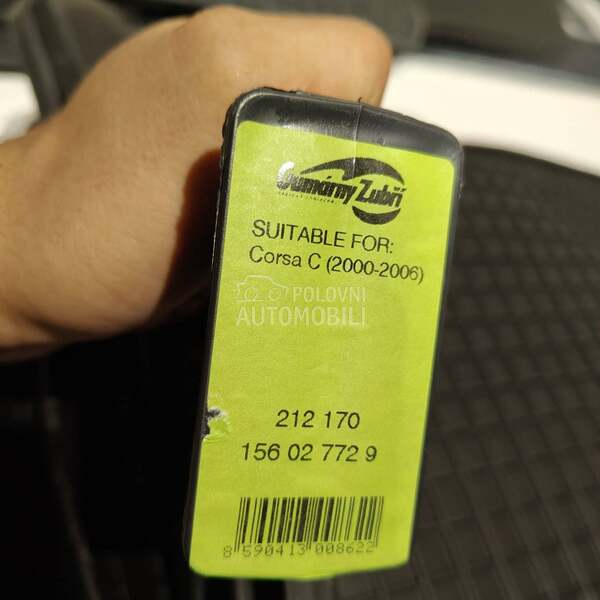 Gumárny Zubří
SUITABLE FOR:
Corsa C (2000-2006)
POLOVNI
AUTOMOBILI
212 170
156 02 772 9
8 590413 008622